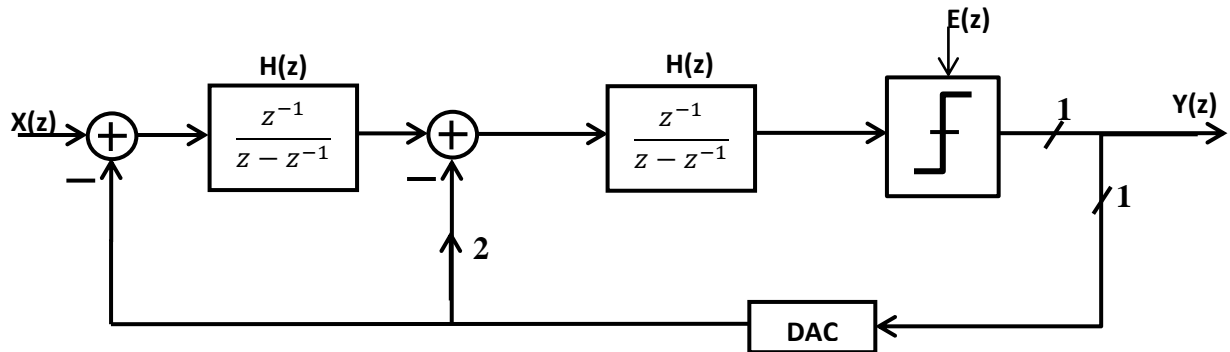 E(z)
H(z)
H(z)
X(z)
+
z⁻¹
z − z⁻¹
+
z⁻¹
z − z⁻¹
1
Y(z)
−
−
1
2
DAC